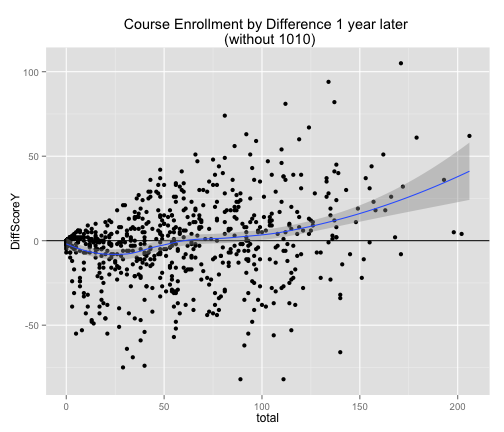 Course Enrollment by Difference 1 year later
(without 1010)
100
50
0
-50
DiffScoreY
0
50
100
150
200
total